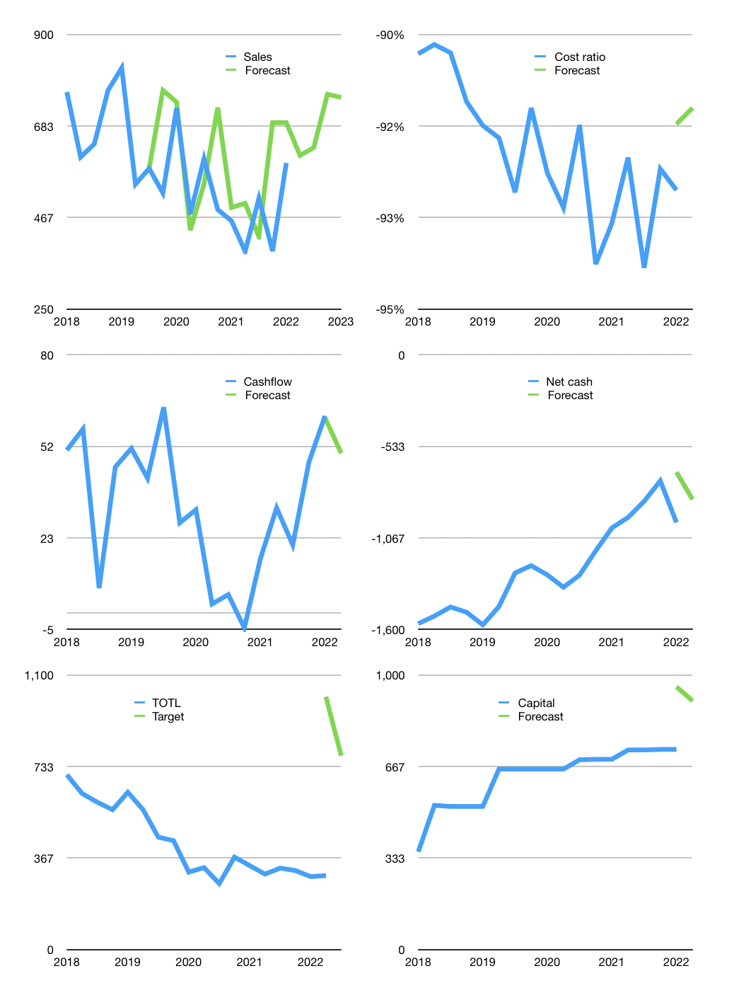 900
683
467
250
Sales
Forecast
2018 2019 2020 2021 2022 2023
-90%
-92%
-93%
-95%
Cost ratio
Forecast
2018 2019 2020 2021 2022
80
52
23
-5
Cashflow
Forecast
2018 2019 2020 2021 2022
0
-533
-1,067
-1,600
Net cash
Forecast
2018 2019 2020 2021 2022
1,100
733
367
0
TOTL
Target
2018 2019 2020 2021 2022
1,000
667
333
0
Capital
Forecast
2018 2019 2020 2021 2022